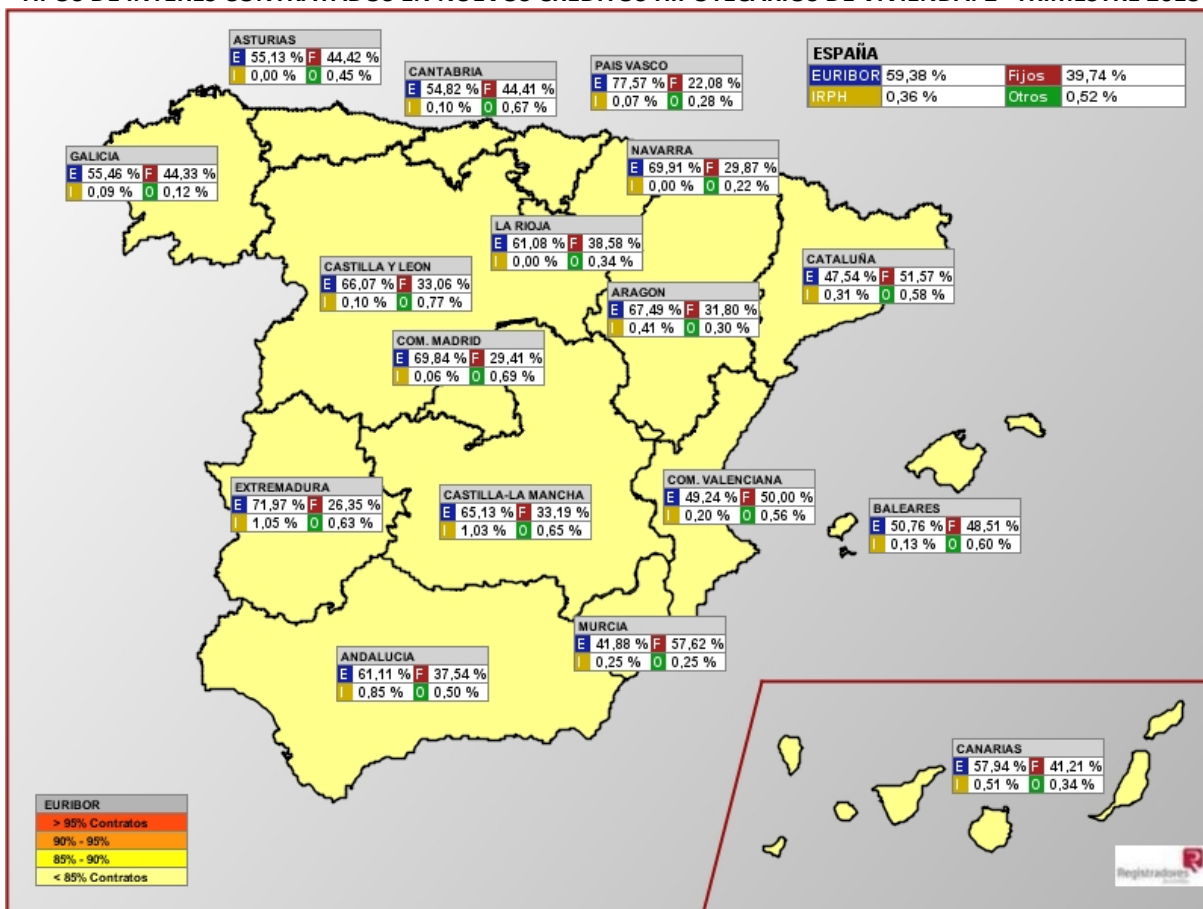 ASTURIAS
E 55,13 % F 44,42 %
I 0,00 % O 0,45 %
CANTABRIA
E 54,82 % F 44,41 %
I 0,10 % O 0,67 %
PAIS VASCO
E 77,57 % F 22,08 %
I 0,07 % O 0,28 %
ESPAÑA
EURIBOR 59,38 % Fijos 39,74 %
IRPH 0,36 % Otros 0,52 %
GALICIA
E 55,46 % F 44,33 %
I 0,09 % O 0,12 %
NAVARRA
E 69,91 % F 29,87 %
I 0,00 % O 0,22 %
LA RIOJA
E 61,08 % F 38,58 %
I 0,00 % O 0,34 %
CASTILLA Y LEON
E 66,07 % F 33,06 %
I 0,10 % O 0,77 %
CATALUÑA
E 47,54 % F 51,57 %
I 0,31 % O 0,58 %
ARAGON
E 67,49 % F 31,80 %
I 0,41 % O 0,30 %
COM. MADRID
E 69,84 % F 29,41 %
I 0,06 % O 0,69 %
EXTREMADURA
E 71,97 % F 26,35 %
I 1,05 % O 0,63 %
CASTILLA-LA MANCHA
E 65,13 % F 33,19 %
I 1,03 % O 0,65 %
COM. VALENCIANA
E 49,24 % F 50,00 %
I 0,20 % O 0,56 %
BALEARES
E 50,76 % F 48,51 %
I 0,13 % O 0,60 %
MURCIA
E 41,88 % F 57,62 %
I 0,25 % O 0,25 %
ANDALUCIA
E 61,11 % F 37,54 %
I 0,85 % O 0,50 %
CANARIAS
E 57,94 % F 41,21 %
I 0,51 % O 0,34 %
EURIBOR
> 95% Contratos
90% - 95%
85% - 90%
< 85% Contratos
Registradores